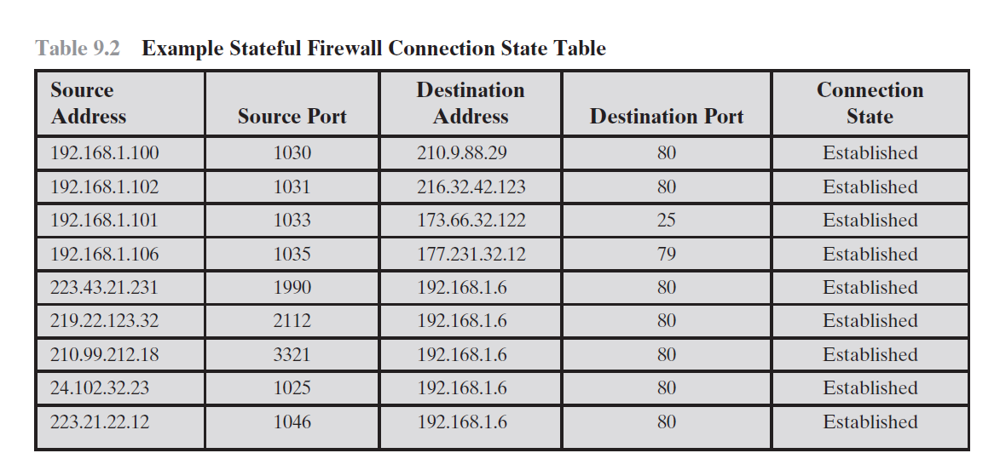 Table 9.2 Example Stateful Firewall Connection State Table
Source Address Source Port Destination Address Destination Port Connection State
192.168.1.100 1030 210.9.88.29 80 Established
192.168.1.102 1031 216.32.42.123 80 Established
192.168.1.101 1033 173.66.32.122 25 Established
192.168.1.106 1035 177.231.32.12 79 Established
223.43.21.231 1990 192.168.1.6 80 Established
219.22.123.32 2112 192.168.1.6 80 Established
210.99.212.18 3321 192.168.1.6 80 Established
24.102.32.23 1025 192.168.1.6 80 Established
223.21.22.12 1046 192.168.1.6 80 Established